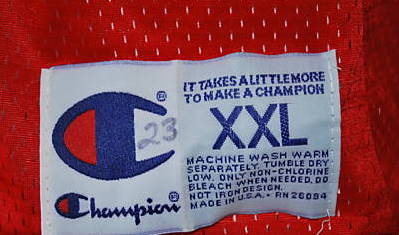 IT TAKES A LITTLE MORE
TO MAKE A CHAMPION
®
23
XXL
MACHINE WASH WARM
SEPARATELY, TUMBLE DRY
LOW. ONLY NON-CHLORINE
BLEACH WHEN NEEDED. DO
NOT IRON DESIGN.
MADE IN U.S.A. • RN 26094
Champion®